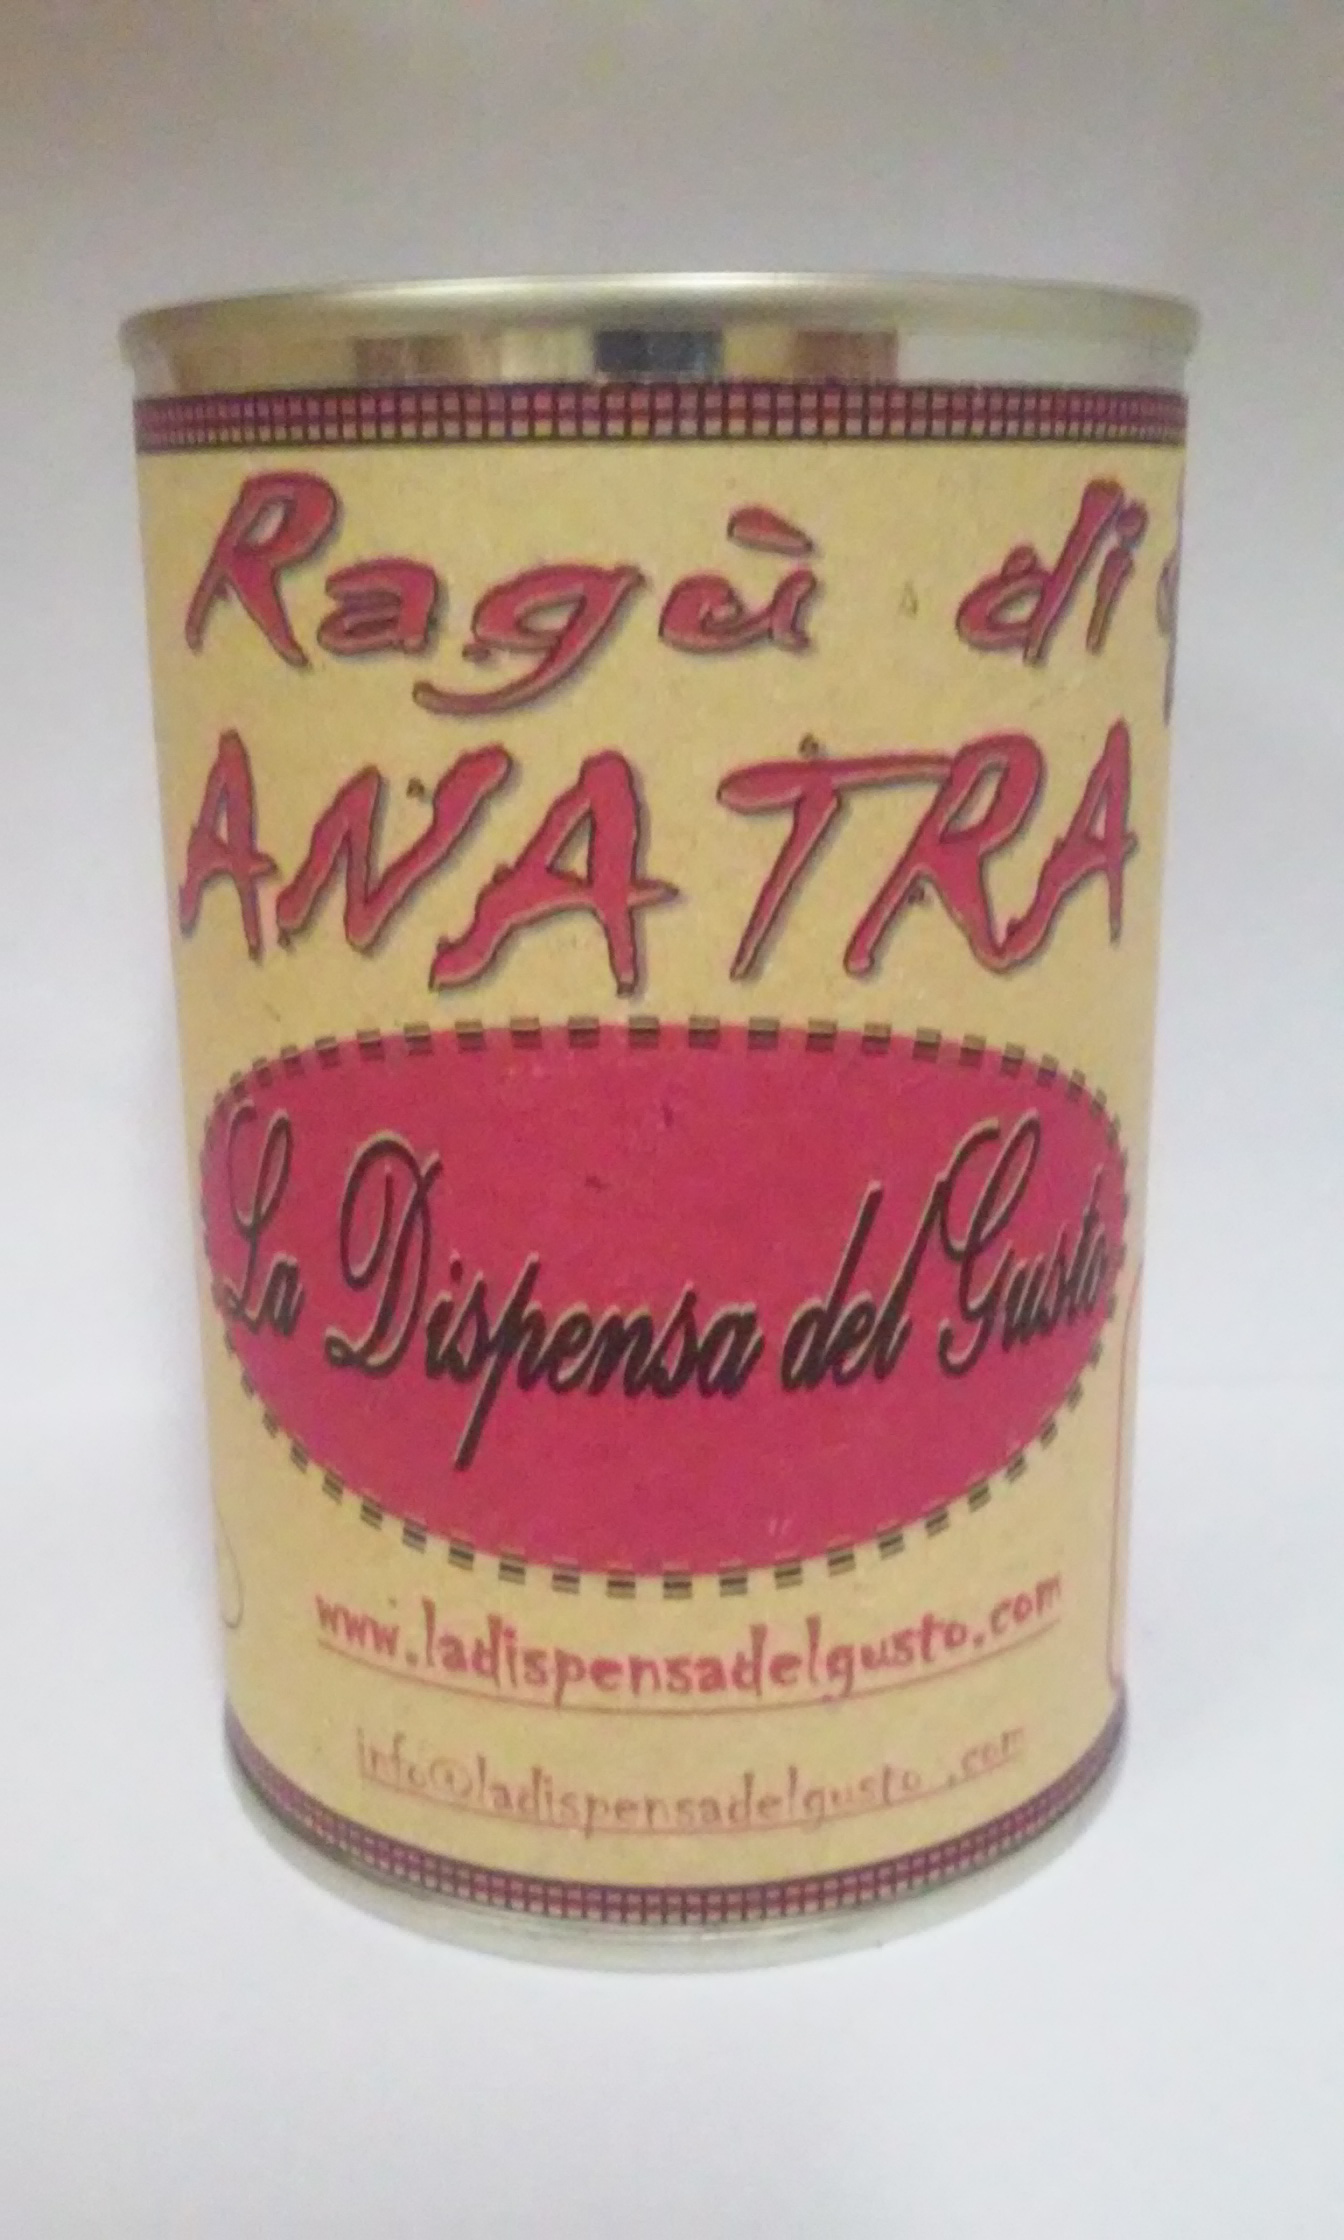 Ragù di
ANATRA
La Dispensa del Gusto
www.ladispensadelgusto.com
info@ladispensadelgusto .com